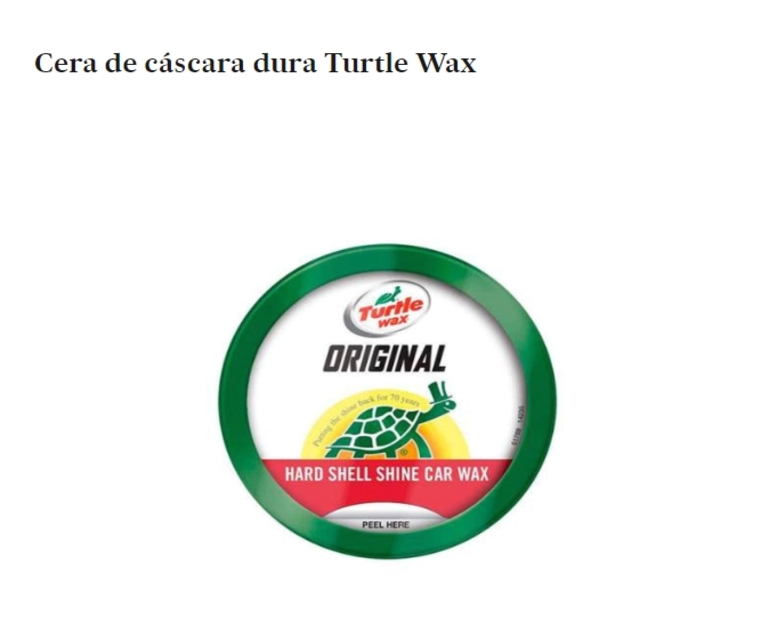 Cera de cáscara dura Turtle Wax
Turtle
wax
ORIGINAL
Putting the shine back for 70 years
®
HARD SHELL SHINE CAR WAX
PEEL HERE